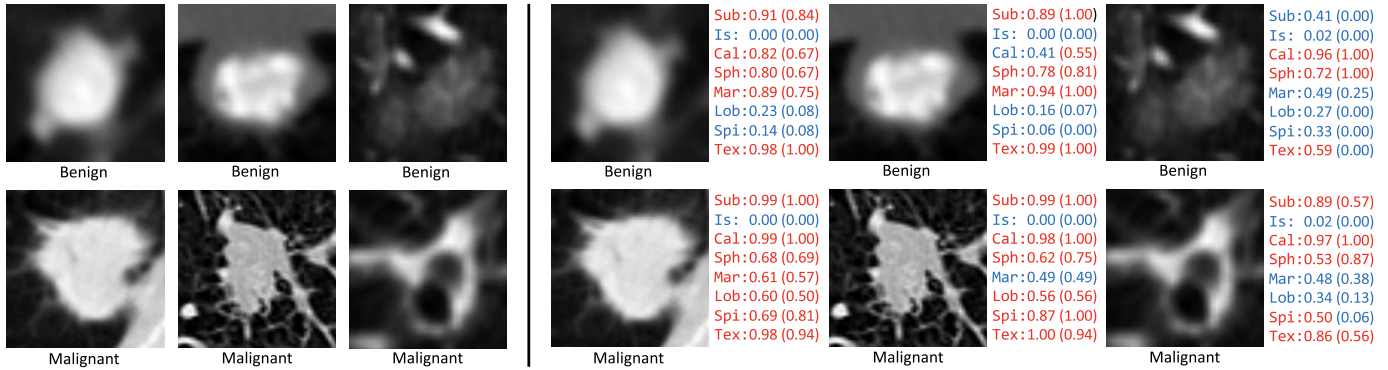 Benign
Benign
Benign
Sub:0.91 (0.84)
Is: 0.00 (0.00)
Cal:0.82 (0.67)
Sph:0.80 (0.67)
Mar:0.89 (0.75)
Lob:0.23 (0.08)
Spi:0.14 (0.08)
Tex:0.98 (1.00)
Benign
Sub:0.89 (1.00)
Is: 0.00 (0.00)
Cal:0.41 (0.55)
Sph:0.78 (0.81)
Mar:0.94 (1.00)
Lob:0.16 (0.07)
Spi:0.06 (0.00)
Tex:0.99 (1.00)
Benign
Sub:0.41 (0.00)
Is: 0.02 (0.00)
Cal:0.96 (1.00)
Sph:0.72 (1.00)
Mar:0.49 (0.25)
Lob:0.27 (0.00)
Spi:0.33 (0.00)
Tex:0.59 (0.00)
Benign
Malignant
Malignant
Malignant
Sub:0.99 (1.00)
Is: 0.00 (0.00)
Cal:0.99 (1.00)
Sph:0.68 (0.69)
Mar:0.61 (0.57)
Lob:0.60 (0.50)
Spi:0.69 (0.81)
Tex:0.98 (0.94)
Malignant
Sub:0.99 (1.00)
Is: 0.00 (0.00)
Cal:0.98 (1.00)
Sph:0.62 (0.75)
Mar:0.49 (0.49)
Lob:0.56 (0.56)
Spi:0.87 (1.00)
Tex:1.00 (0.94)
Malignant
Sub:0.89 (0.57)
Is: 0.02 (0.00)
Cal:0.97 (1.00)
Sph:0.53 (0.87)
Mar:0.48 (0.38)
Lob:0.34 (0.13)
Spi:0.50 (0.06)
Tex:0.86 (0.56)
Malignant